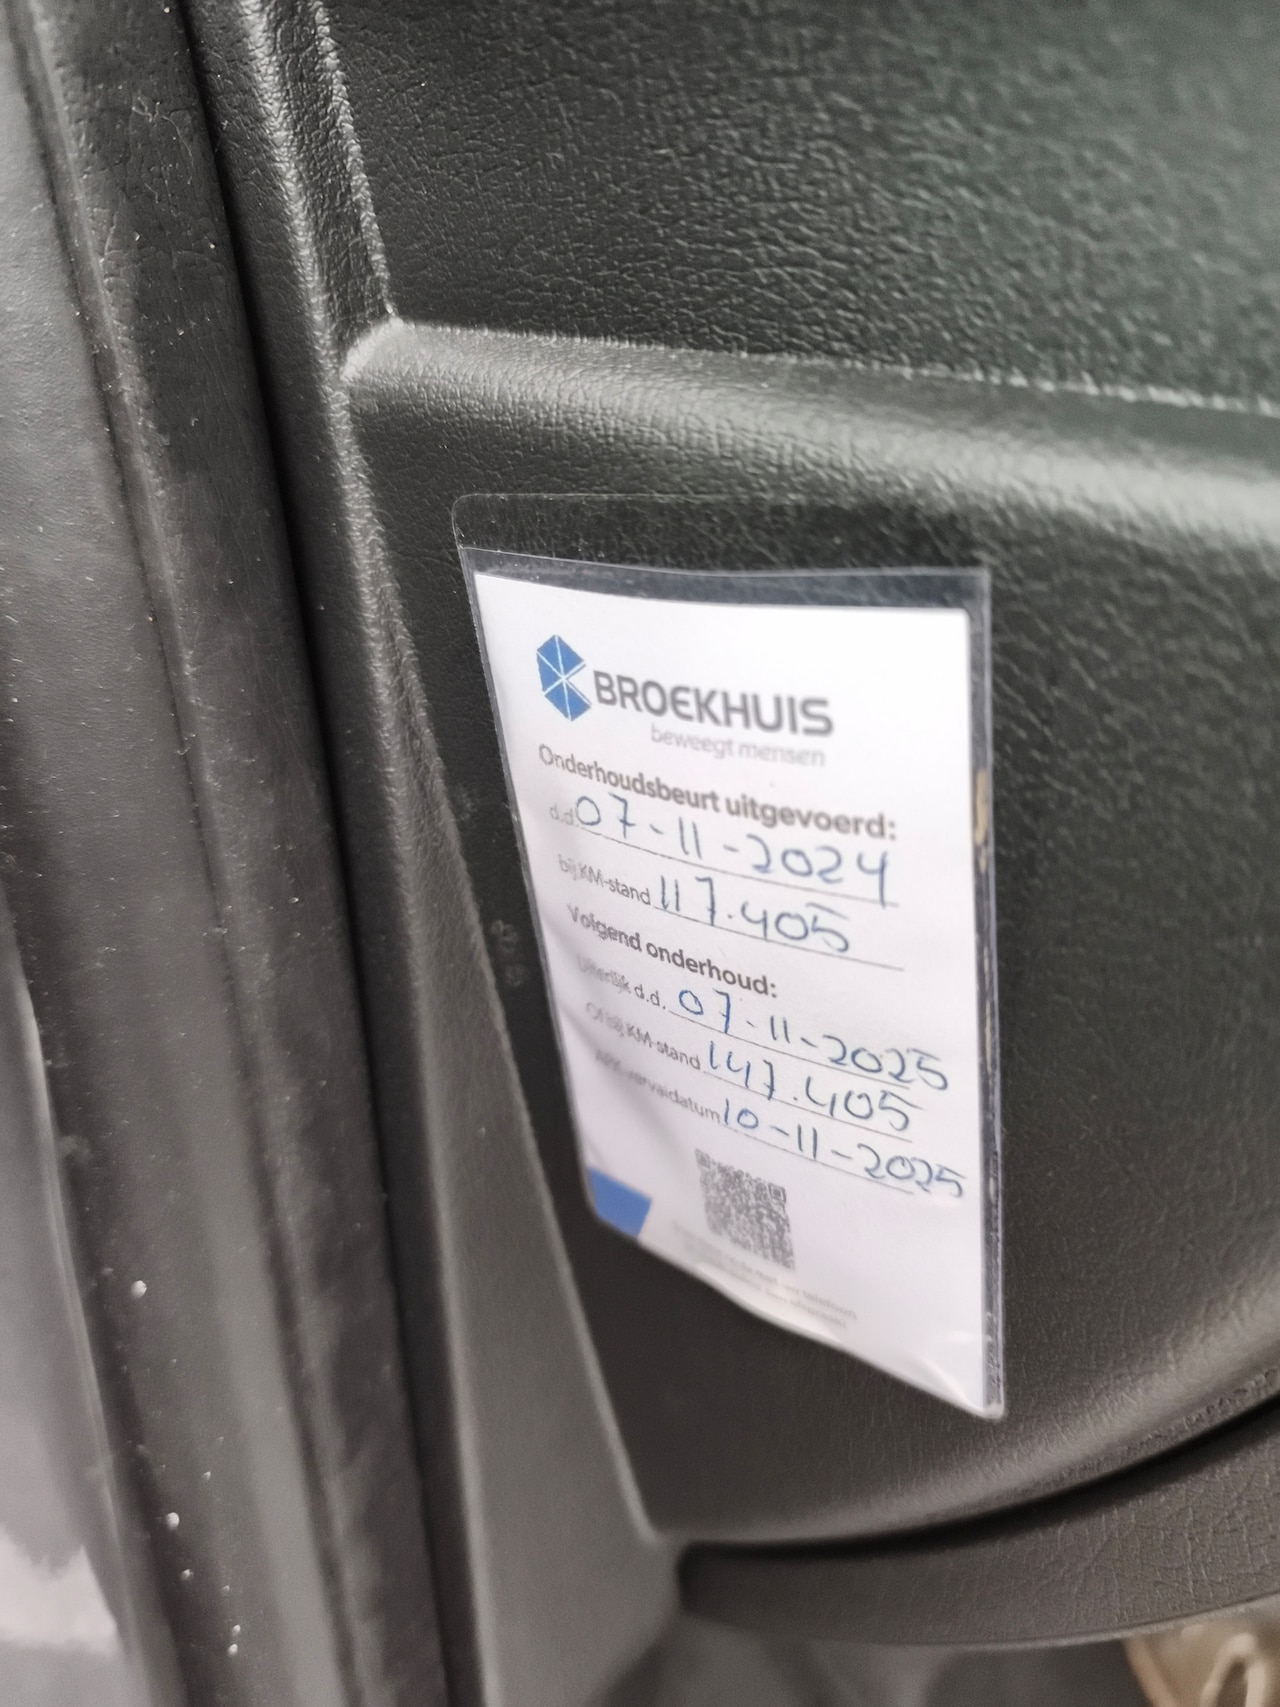 BROEKHUIS
beweegt mensen
Onderhoudsbeurt uitgevoerd:
d.d. 07-11-2024
bij KM-stand 117.405
Volgend onderhoud:
Uiterlijk d.d. 07-11-2025
Of bij KM-stand 147.405
APK vervaldatum 10-11-2025